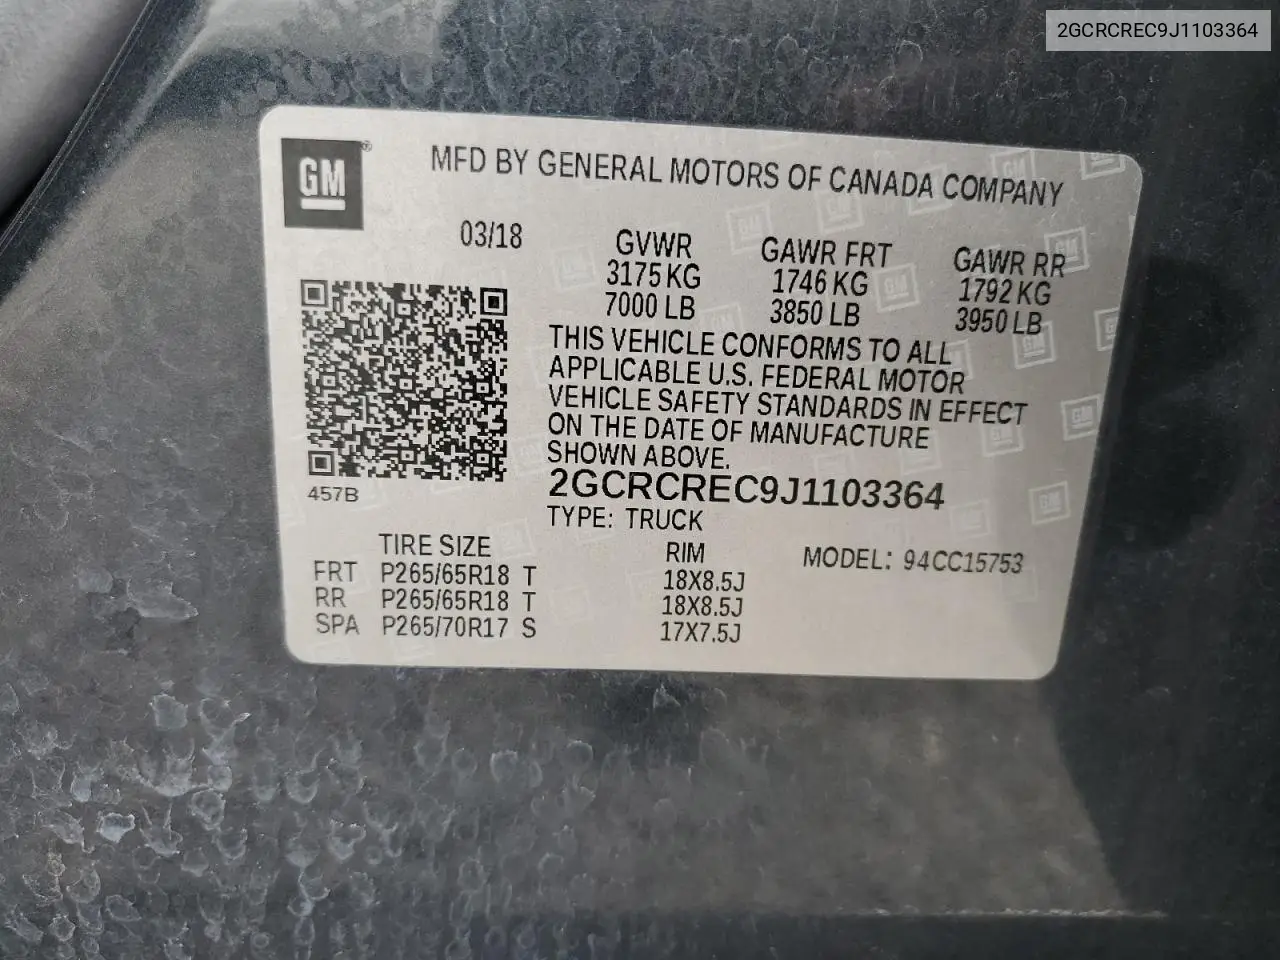 2GCRCREC9J1103364
GM®
MFD BY GENERAL MOTORS OF CANADA COMPANY
03/18
GVWR GAWR FRT GAWR RR
3175 KG 1746 KG 1792 KG
7000 LB 3850 LB 3950 LB
THIS VEHICLE CONFORMS TO ALL
APPLICABLE U.S. FEDERAL MOTOR
VEHICLE SAFETY STANDARDS IN EFFECT
ON THE DATE OF MANUFACTURE
SHOWN ABOVE.
457B
2GCRCREC9J1103364
TYPE: TRUCK
TIRE SIZE RIM MODEL: 94CC15753
FRT P265/65R18 T 18X8.5J
RR P265/65R18 T 18X8.5J
SPA P265/70R17 S 17X7.5J